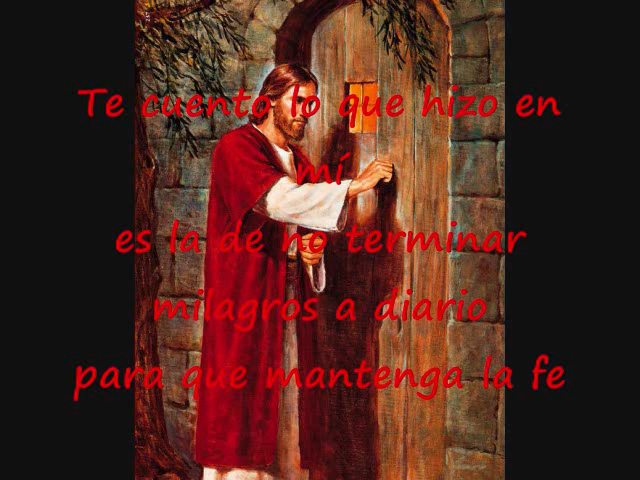 Te cuento lo que hizo en
mí
es la de no terminar
milagros a diario
para que mantenga la fe